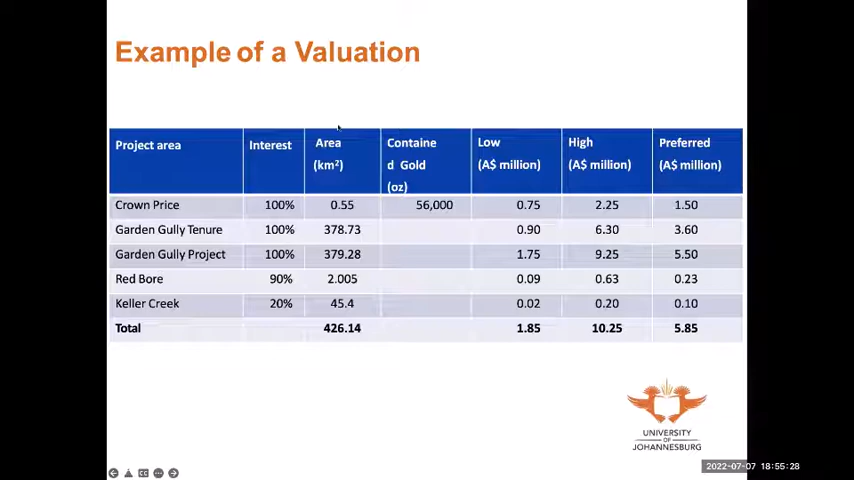 Example of a Valuation
Project area Interest Area (km²) Containe d Gold (oz) Low (A$ million) High (A$ million) Preferred (A$ million)
Crown Price 100% 0.55 56,000 0.75 2.25 1.50
Garden Gully Tenure 100% 378.73 0.90 6.30 3.60
Garden Gully Project 100% 379.28 1.75 9.25 5.50
Red Bore 90% 2.005 0.09 0.63 0.23
Keller Creek 20% 45.4 0.02 0.20 0.10
Total 426.14 1.85 10.25 5.85
UNIVERSITY
OF
JOHANNESBURG
2022-07-07 18:55:28